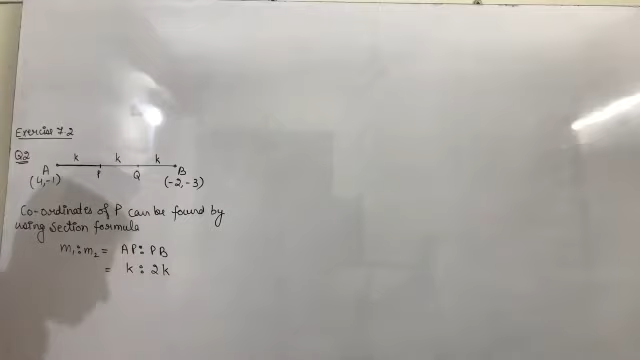 Exercise 7.2
Q2
k k k
A P Q B
(4,-1) (-2,-3)
Co-ordinates of P can be found by
using section formula
m₁:m₂ = AP:PB
= k:2k